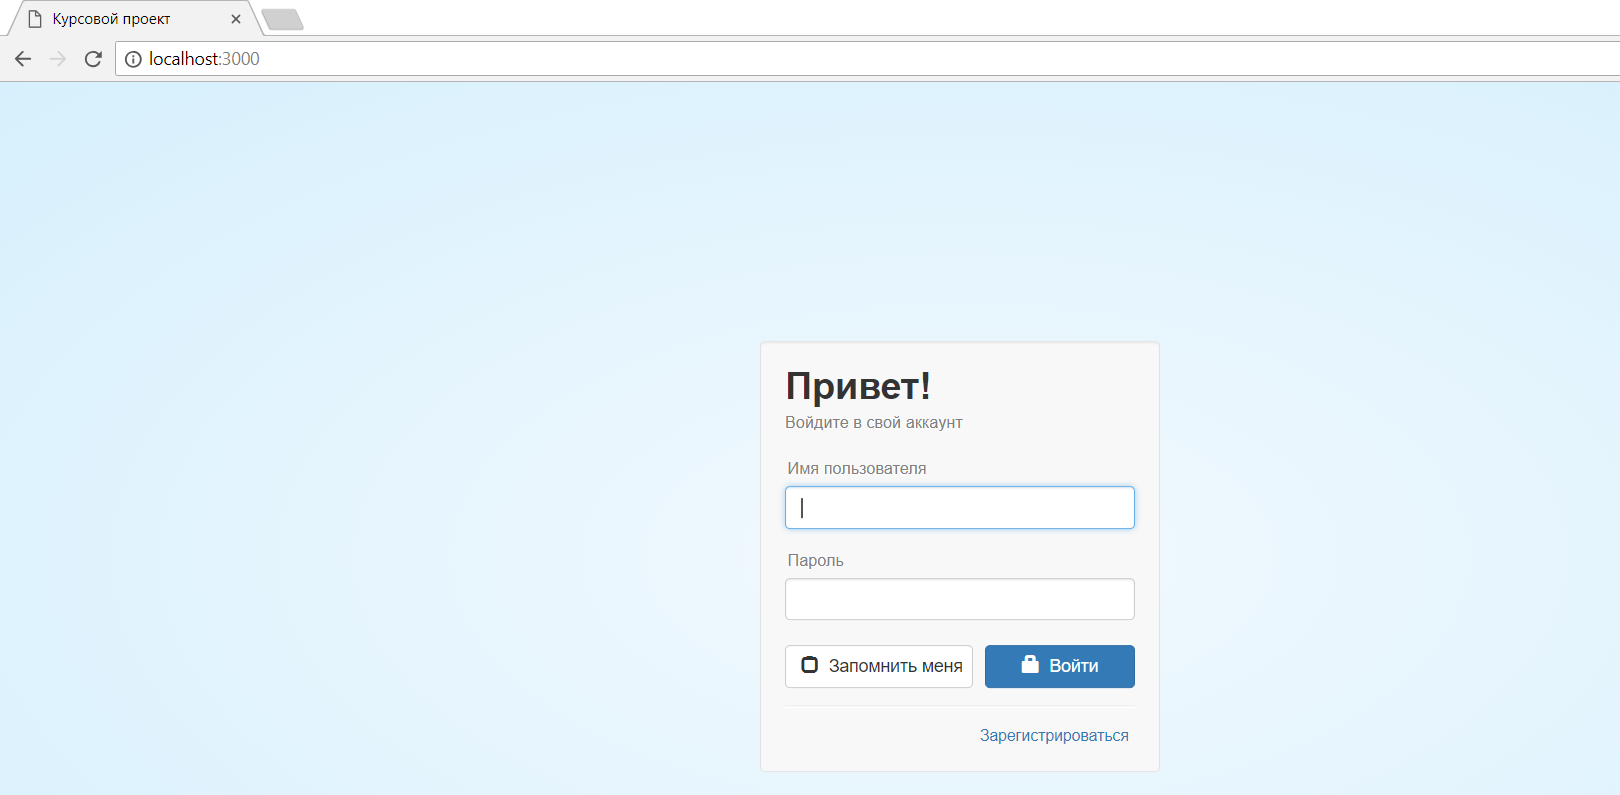 Курсовой проект
localhost:3000
Привет!
Войдите в свой аккаунт
Имя пользователя
Пароль
Запомнить меня
Войти
Зарегистрироваться